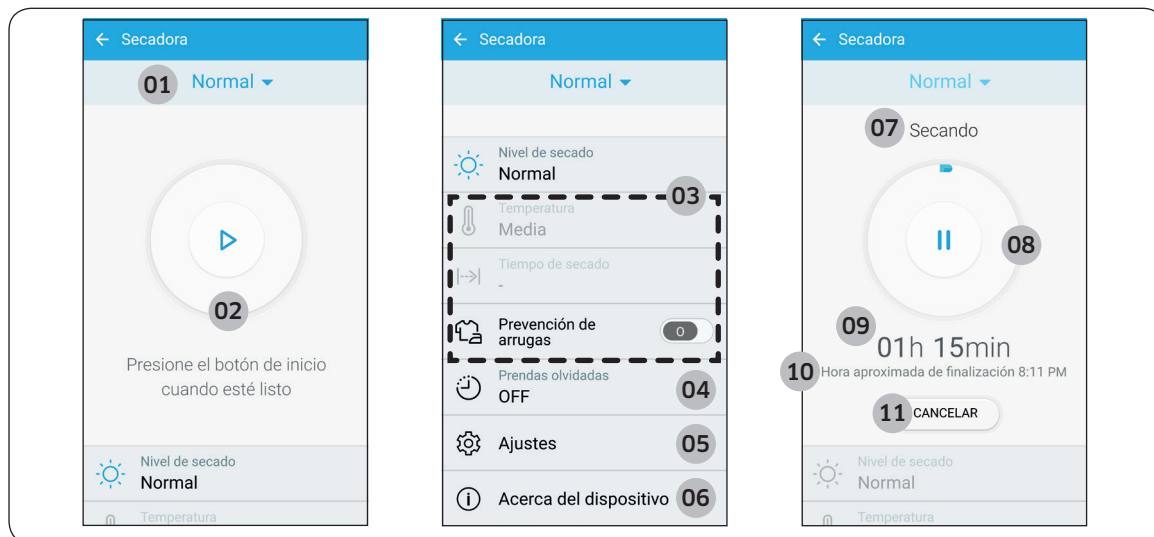 Secadora
01 Normal
02
Presione el botón de inicio
cuando esté listo
Nivel de secado
Normal
Temperatura
Secadora
Normal
Nivel de secado
Normal
03
Temperatura
Media
Tiempo de secado
-
Prevención de
arrugas
0
Prendas olvidadas
OFF
04
Ajustes
05
Acerca del dispositivo 06
Secadora
Normal
07 Secando
08
09
01h 15min
10 Hora aproximada de finalización 8:11 PM
11 CANCELAR
Nivel de secado
Normal
Temperatura